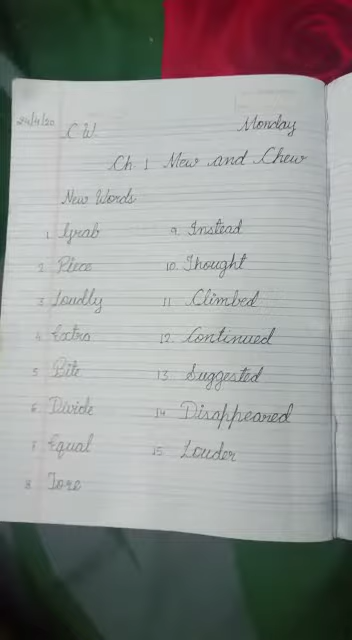 24/4/20
C.W.
Monday
Ch. 1 Mew and Chew
New Words
1. Grab
2. Piece
3. Loudly
4. Extra
5. Bite
6. Divide
7. Equal
8. Tore
9. Instead
10. Thought
11. Climbed
12. Continued
13. Suggested
14. Disappeared
15. Louder